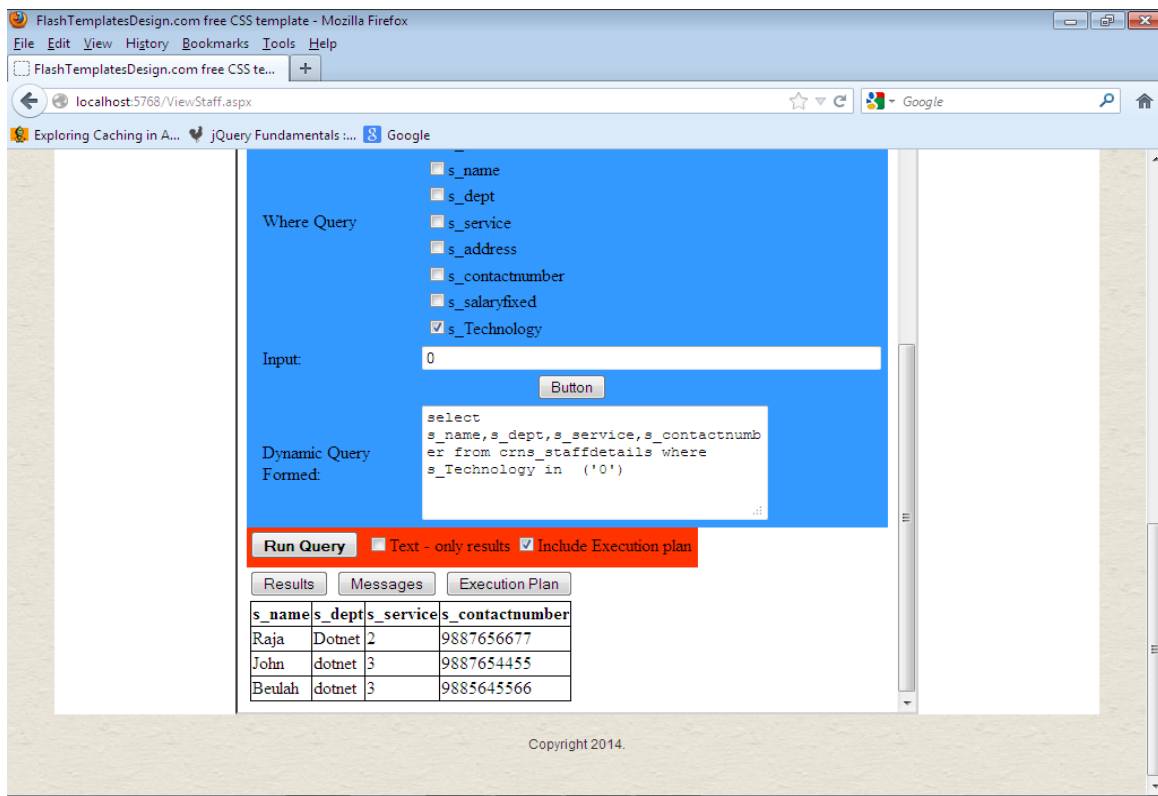 FlashTemplatesDesign.com free CSS template - Mozilla Firefox
File Edit View History Bookmarks Tools Help
FlashTemplatesDesign.com free CSS te...
localhost:5768/ViewStaff.aspx
Google
Exploring Caching in A... jQuery Fundamentals :... Google
s_name
s_dept
Where Query
s_service
s_address
s_contactnumber
s_salaryfixed
s_Technology
Input:
0
Button
Dynamic Query
Formed:
select
s_name,s_dept,s_service,s_contactnumb
er from crns_staffdetails where
s_Technology in ('0')
Run Query Text - only results Include Execution plan
Results Messages Execution Plan
s_name s_dept s_service s_contactnumber
Raja Dotnet 2 9887656677
John dotnet 3 9887654455
Beulah dotnet 3 9885645566
Copyright 2014.